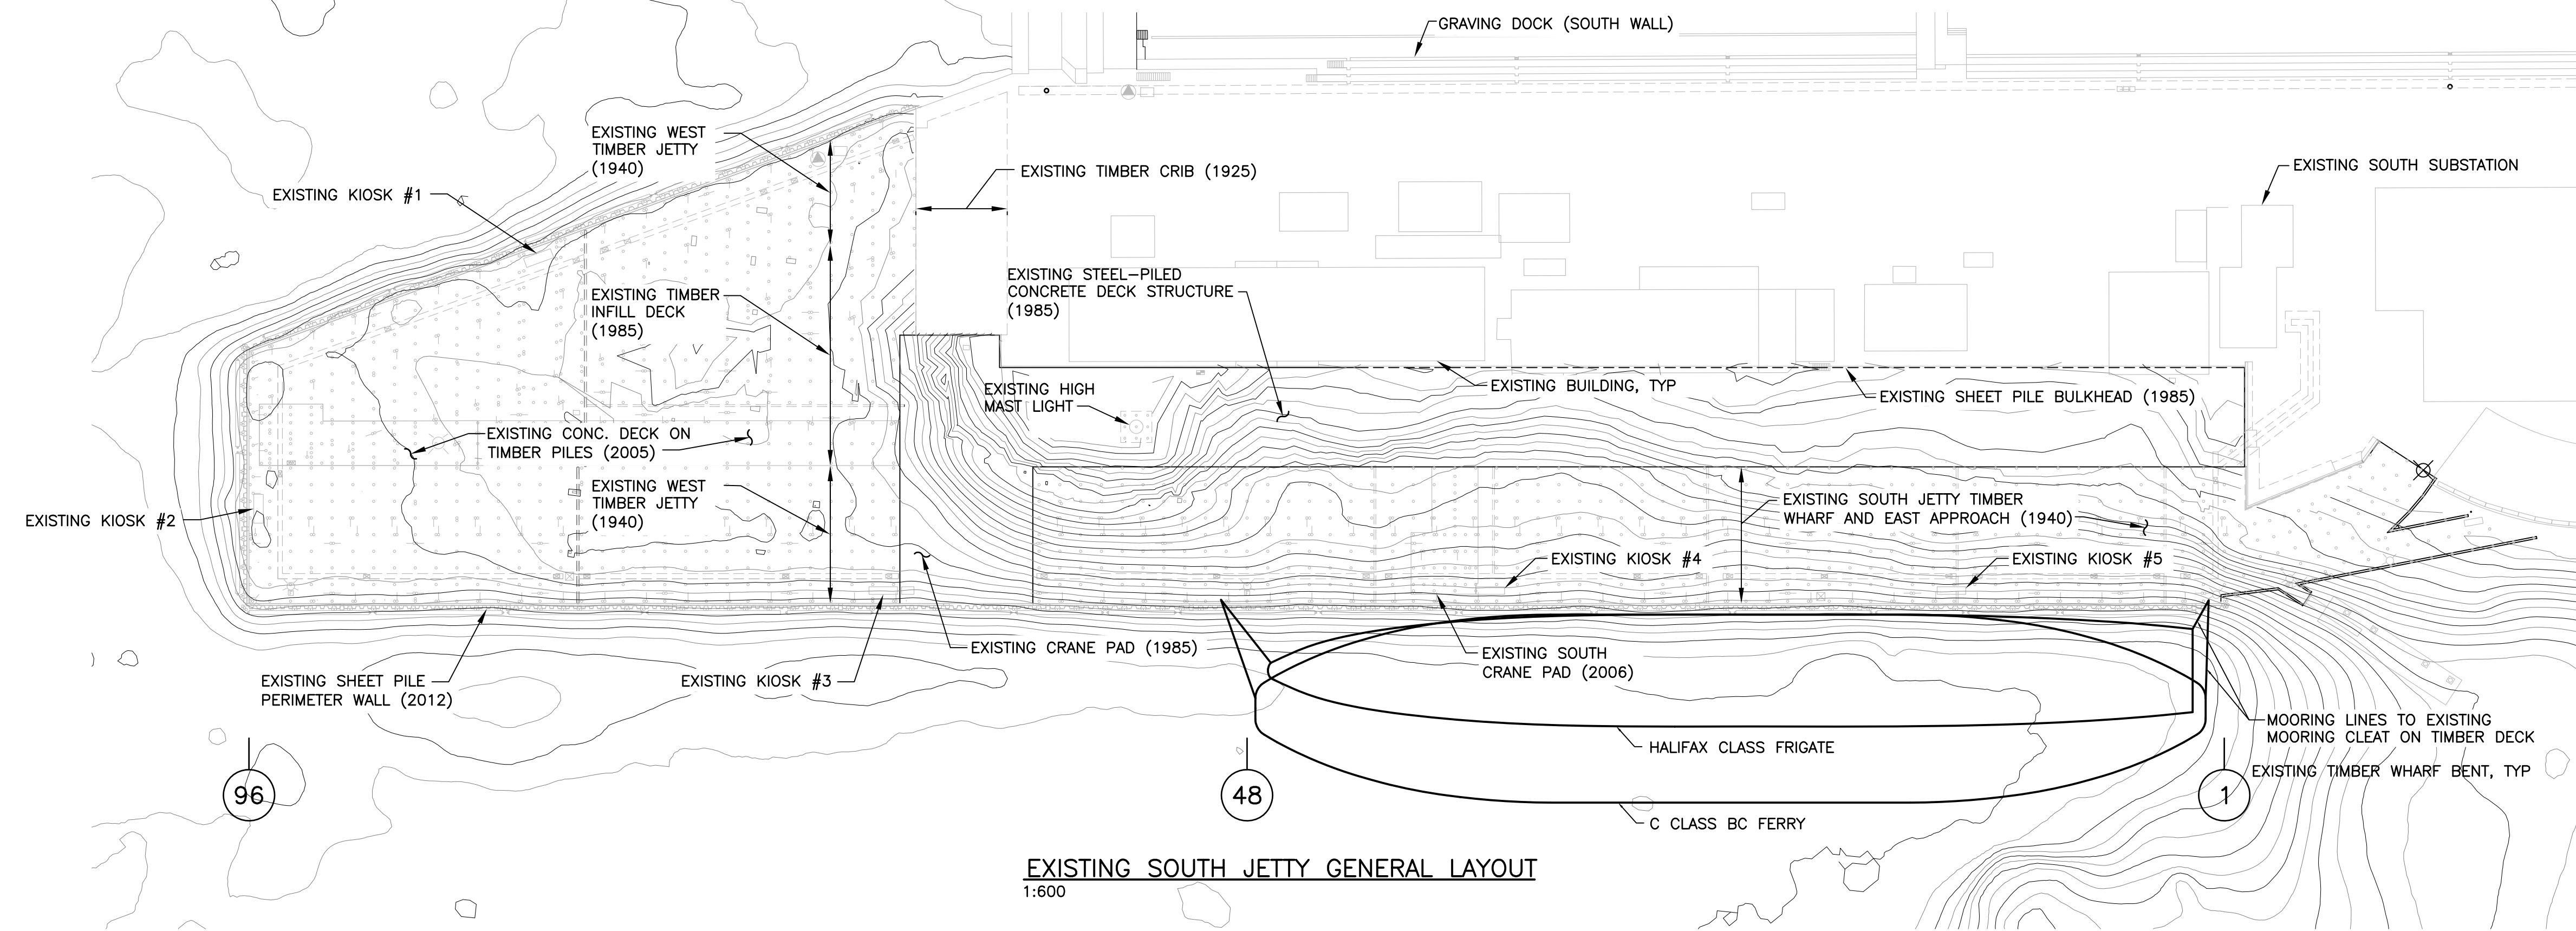 GRAVING DOCK (SOUTH WALL)
EXISTING WEST
TIMBER JETTY
(1940)
EXISTING TIMBER CRIB (1925)
EXISTING SOUTH SUBSTATION
EXISTING KIOSK #1
EXISTING STEEL-PILED
CONCRETE DECK STRUCTURE
(1985)
EXISTING TIMBER
INFILL DECK
(1985)
EXISTING HIGH
MAST LIGHT
EXISTING BUILDING, TYP
EXISTING SHEET PILE BULKHEAD (1985)
EXISTING CONC. DECK ON
TIMBER PILES (2005)
EXISTING WEST
TIMBER JETTY
(1940)
EXISTING SOUTH JETTY TIMBER
WHARF AND EAST APPROACH (1940)
EXISTING KIOSK #2
EXISTING KIOSK #4
EXISTING KIOSK #5
EXISTING CRANE PAD (1985)
EXISTING SOUTH
CRANE PAD (2006)
EXISTING SHEET PILE
PERIMETER WALL (2012)
EXISTING KIOSK #3
MOORING LINES TO EXISTING
MOORING CLEAT ON TIMBER DECK
HALIFAX CLASS FRIGATE
EXISTING TIMBER WHARF BENT, TYP
96
48
1
C CLASS BC FERRY
EXISTING SOUTH JETTY GENERAL LAYOUT
1:600